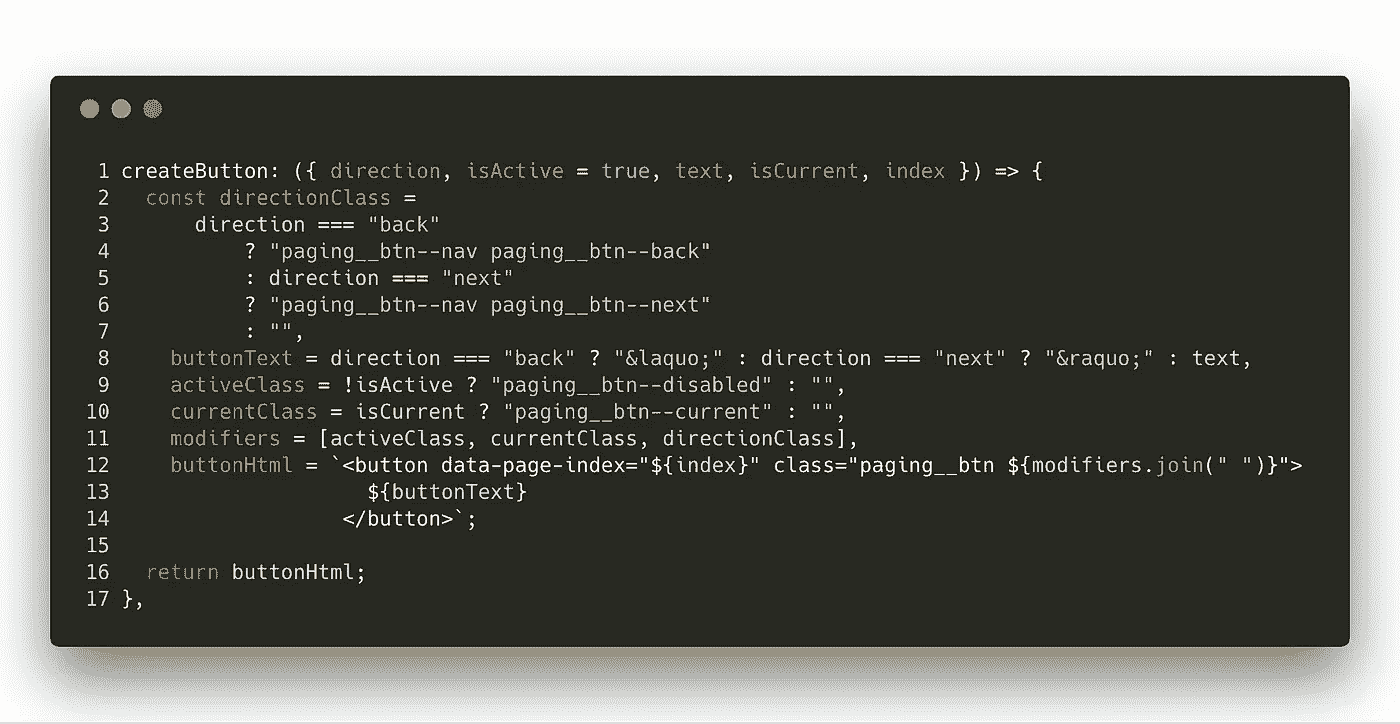 1 createButton: ({ direction, isActive = true, text, isCurrent, index }) => {
2   const directionClass =
3       direction === "back"
4           ? "paging__btn--nav paging__btn--back"
5           : direction === "next"
6           ? "paging__btn--nav paging__btn--next"
7           : "",
8     buttonText = direction === "back" ? "&laquo;" : direction === "next" ? "&raquo;" : text,
9     activeClass = !isActive ? "paging__btn--disabled" : "",
10     currentClass = isCurrent ? "paging__btn--current" : "",
11     modifiers = [activeClass, currentClass, directionClass],
12     buttonHtml = `<button data-page-index="${index}" class="paging__btn ${modifiers.join(" ")}">
13                     ${buttonText}
14                   </button>`;
15
16   return buttonHtml;
17 },